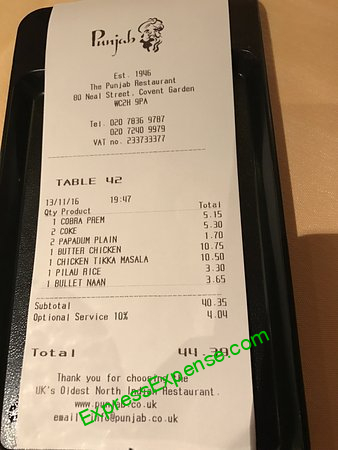 Punjab
Est. 1946
The Punjab Restaurant
80 Neal Street, Covent Garden
WC2H 9PA
Tel. 020 7836 9787
020 7240 9979
VAT no. 233733377
TABLE 42
13/11/16 19:47
Qty Product Total
1 COBRA PREM 5.15
2 COKE 5.30
2 PAPADUM PLAIN 1.70
1 BUTTER CHICKEN 10.75
1 CHICKEN TIKKA MASALA 10.50
1 PILAU RICE 3.30
1 BULLET NAAN 3.65
Subtotal 40.35
Optional Service 10% 4.04
Total 44.39
Thank you for choosing the
UK's Oldest North Indian Restaurant.
www.punjab.co.uk
email: info@punjab.co.uk
ExpressExpense.com